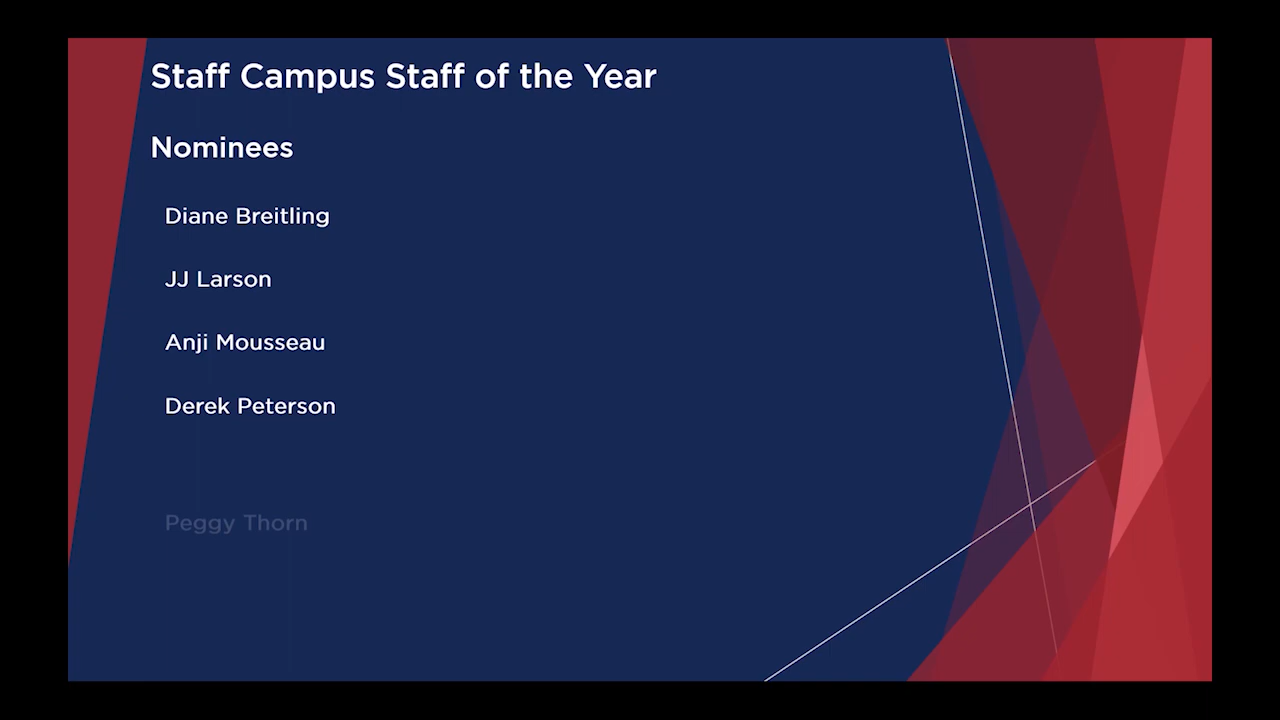 Staff Campus Staff of the Year
Nominees
Diane Breitling
JJ Larson
Anji Mousseau
Derek Peterson
Peggy Thorn